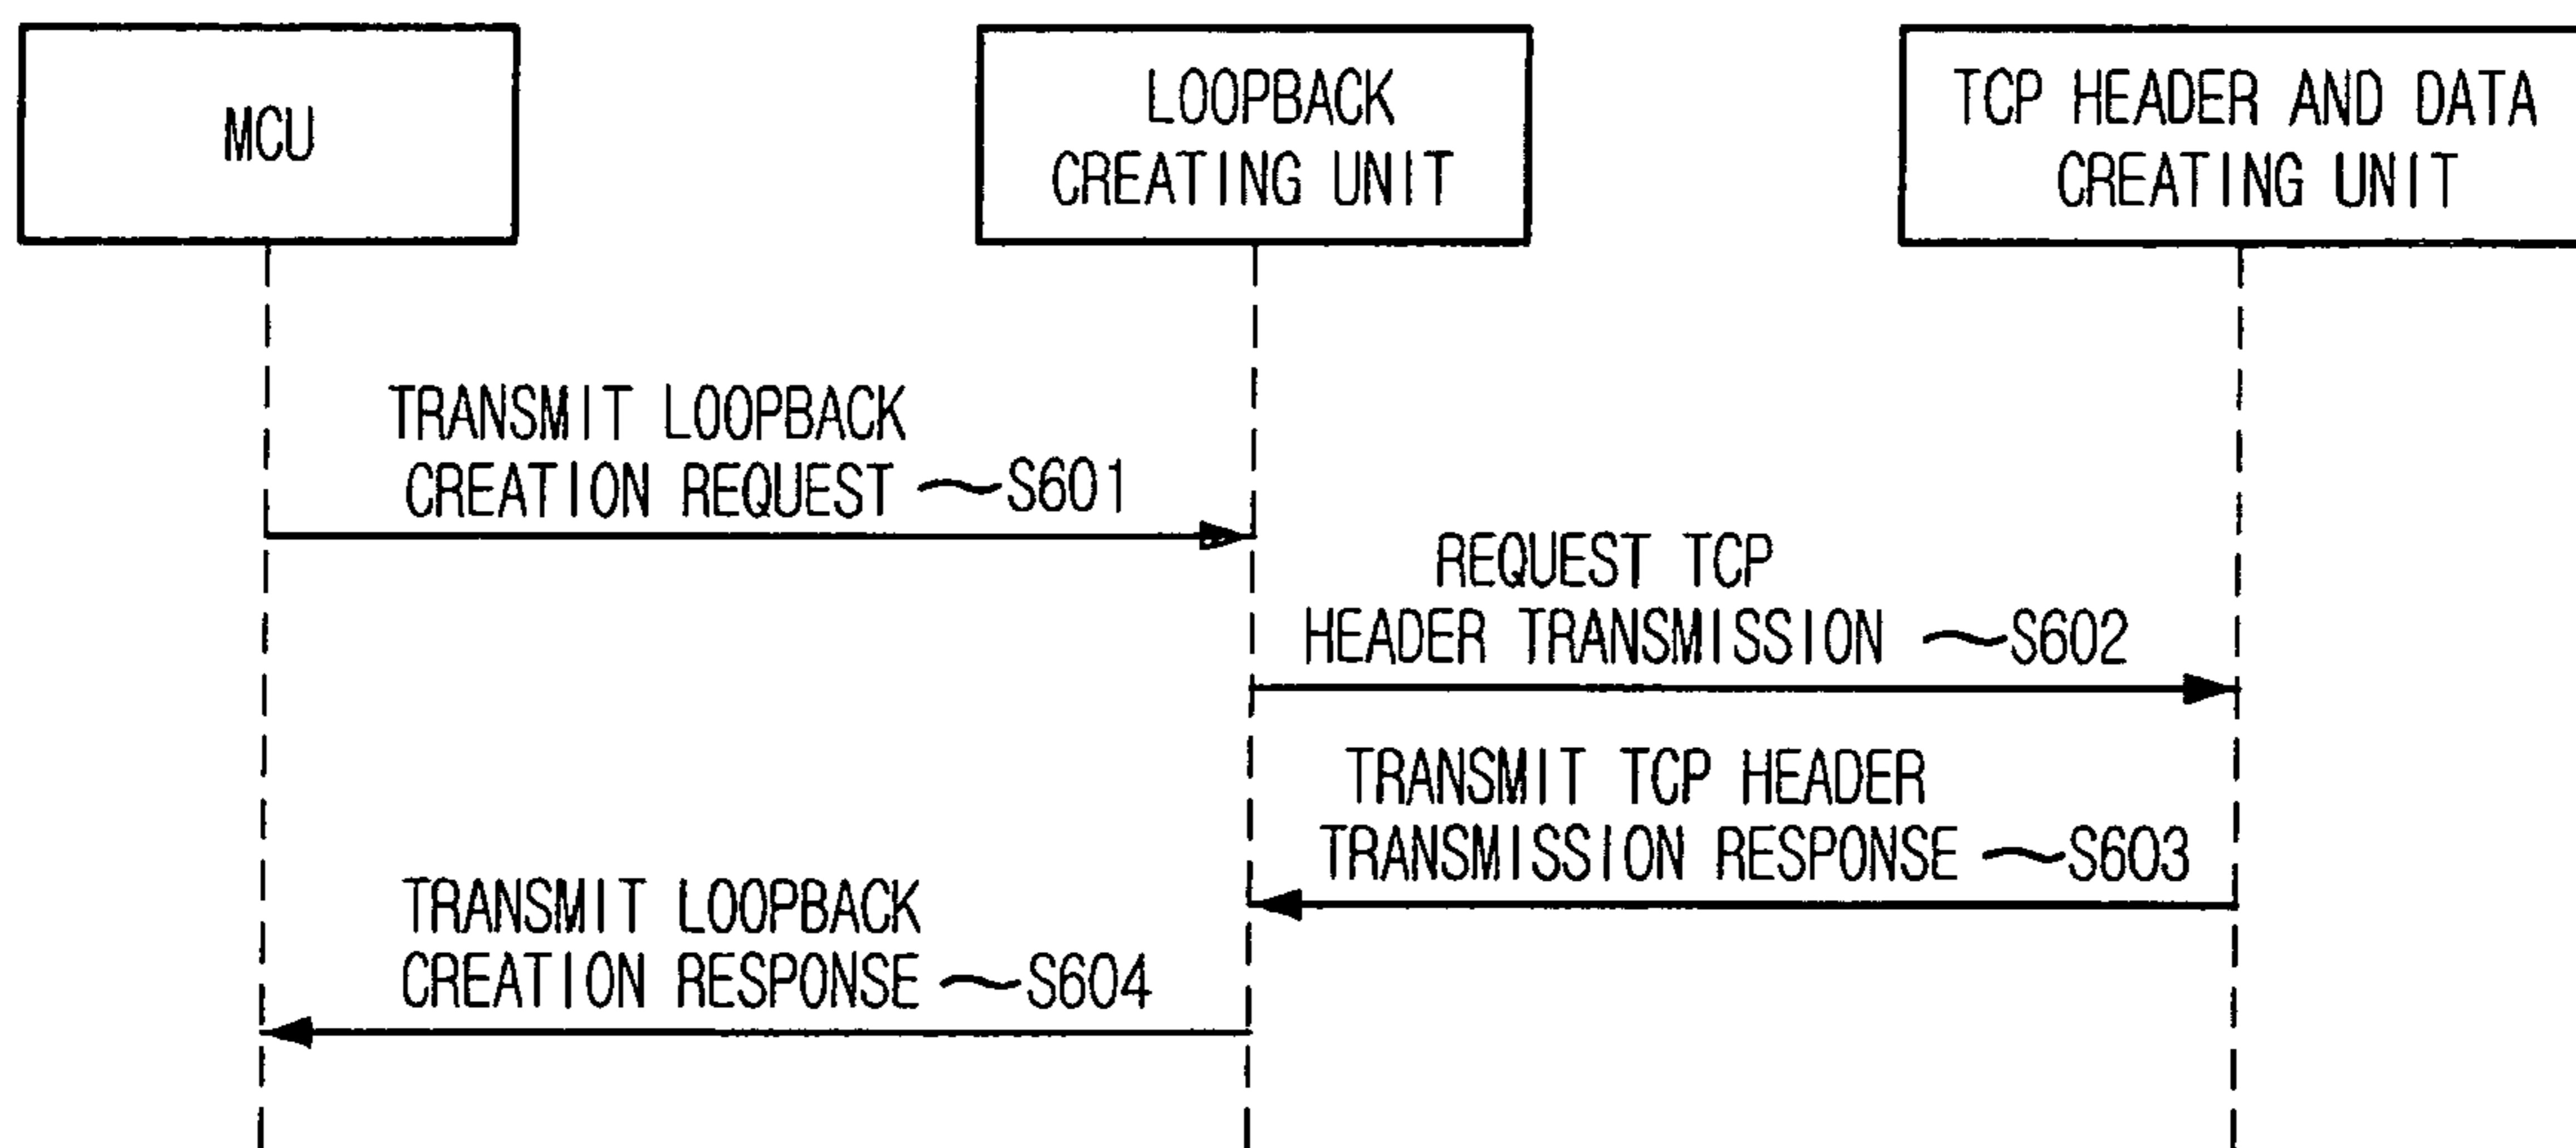 MCU
LOOPBACK
CREATING UNIT
TCP HEADER AND DATA
CREATING UNIT
TRANSMIT LOOPBACK
CREATION REQUEST ~S601
REQUEST TCP
HEADER TRANSMISSION ~S602
TRANSMIT TCP HEADER
TRANSMISSION RESPONSE ~S603
TRANSMIT LOOPBACK
CREATION RESPONSE ~S604